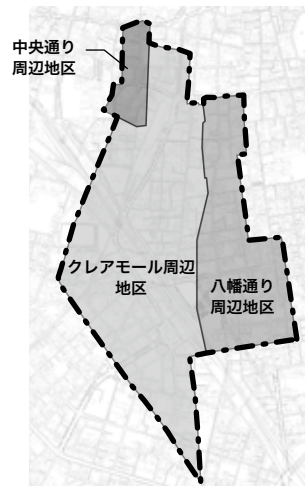 中央通り
周辺地区
クレアモール周辺
地区
八幡通り
周辺地区